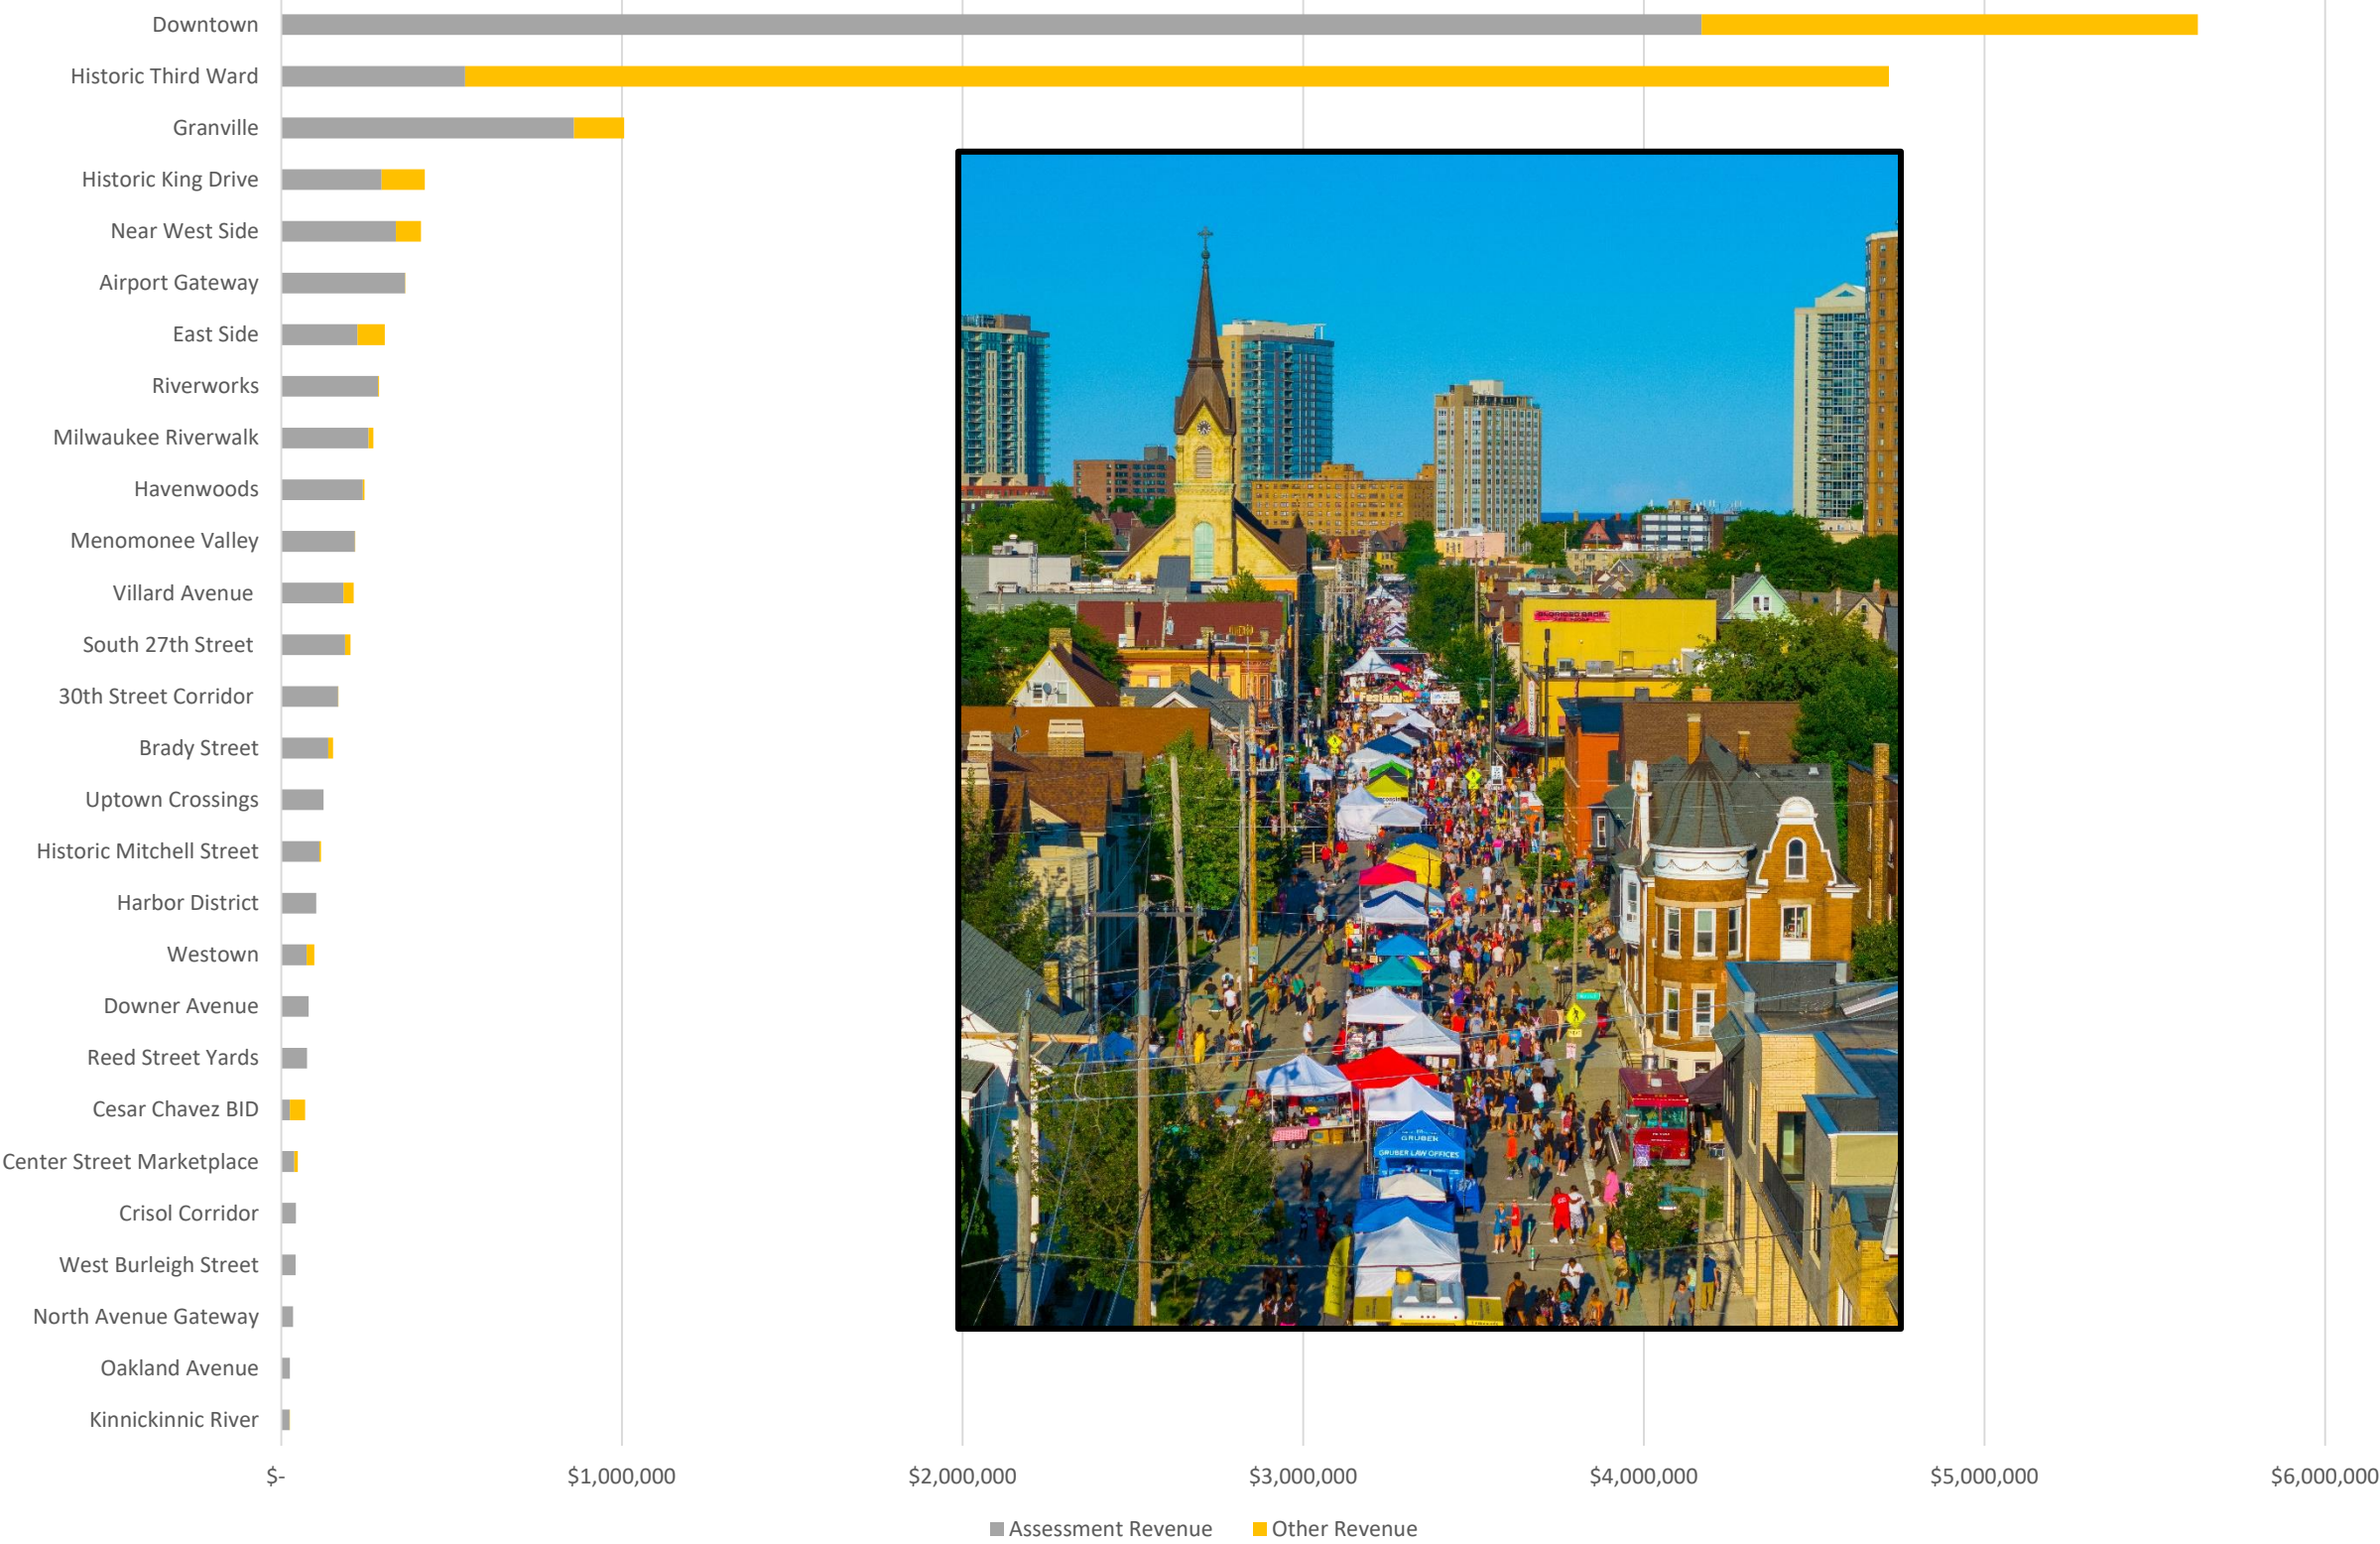 Downtown
Historic Third Ward
Granville
Historic King Drive
Near West Side
Airport Gateway
East Side
Riverworks
Milwaukee Riverwalk
Havenwoods
Menomonee Valley
Villard Avenue
South 27th Street
30th Street Corridor
Brady Street
Uptown Crossings
Historic Mitchell Street
Harbor District
Westown
Downer Avenue
Reed Street Yards
Cesar Chavez BID
Center Street Marketplace
Crisol Corridor
West Burleigh Street
North Avenue Gateway
Oakland Avenue
Kinnickinnic River
Festival
GRUBER
GRUBER LAW OFFICES
$- $1,000,000 $2,000,000 $3,000,000 $4,000,000 $5,000,000 $6,000,000
Assessment Revenue Other Revenue